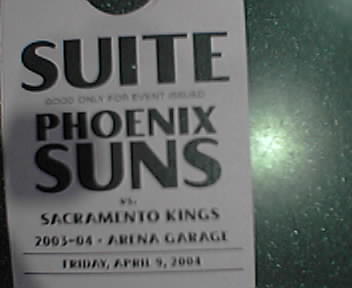 SUITE
GOOD ONLY FOR EVENT ISSUED
PHOENIX
SUNS
vs.
SACRAMENTO KINGS
2003-04 • ARENA GARAGE
FRIDAY, APRIL 9, 2004